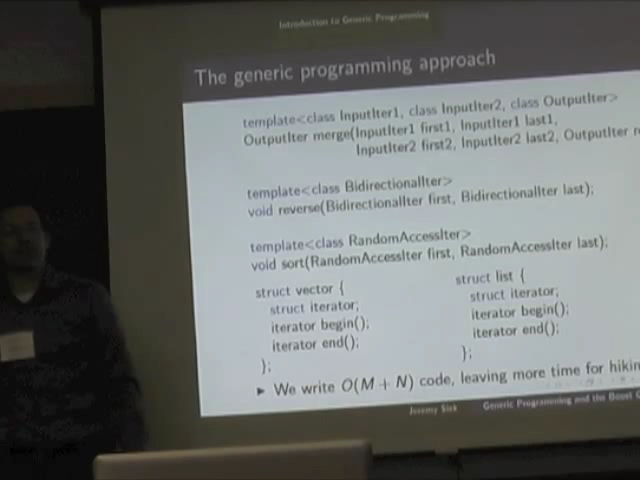 Introduction to Generic Programming
The generic programming approach
template<class InputIter1, class InputIter2, class OutputIter>
OutputIter merge(InputIter1 first1, InputIter1 last1,
InputIter2 first2, InputIter2 last2, OutputIter
template<class BidirectionalIter>
void reverse(BidirectionalIter first, BidirectionalIter last);
template<class RandomAccessIter>
void sort(RandomAccessIter first, RandomAccessIter last);
struct vector {
struct iterator;
iterator begin();
iterator end();
};
struct list {
struct iterator;
iterator begin();
iterator end();
};
► We write O(M + N) code, leaving more time for
Jeremy Siek Generic Programming and the Boost